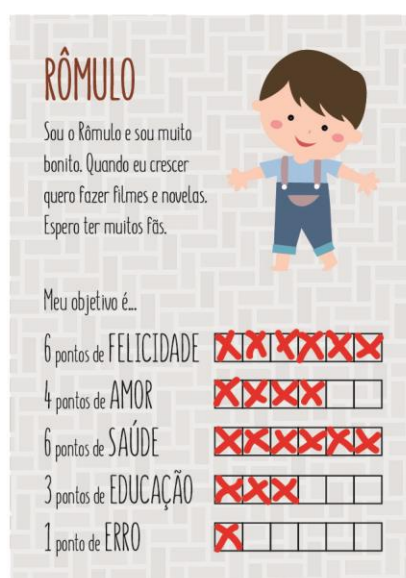 RÔMULO
Sou o Rômulo e sou muito
bonito. Quando eu crescer
quero fazer filmes e novelas.
Espero ter muitos fãs.
Meu objetivo é...
6 pontos de FELICIDADE
4 pontos de AMOR
6 pontos de SAÚDE
3 pontos de EDUCAÇÃO
1 ponto de ERRO